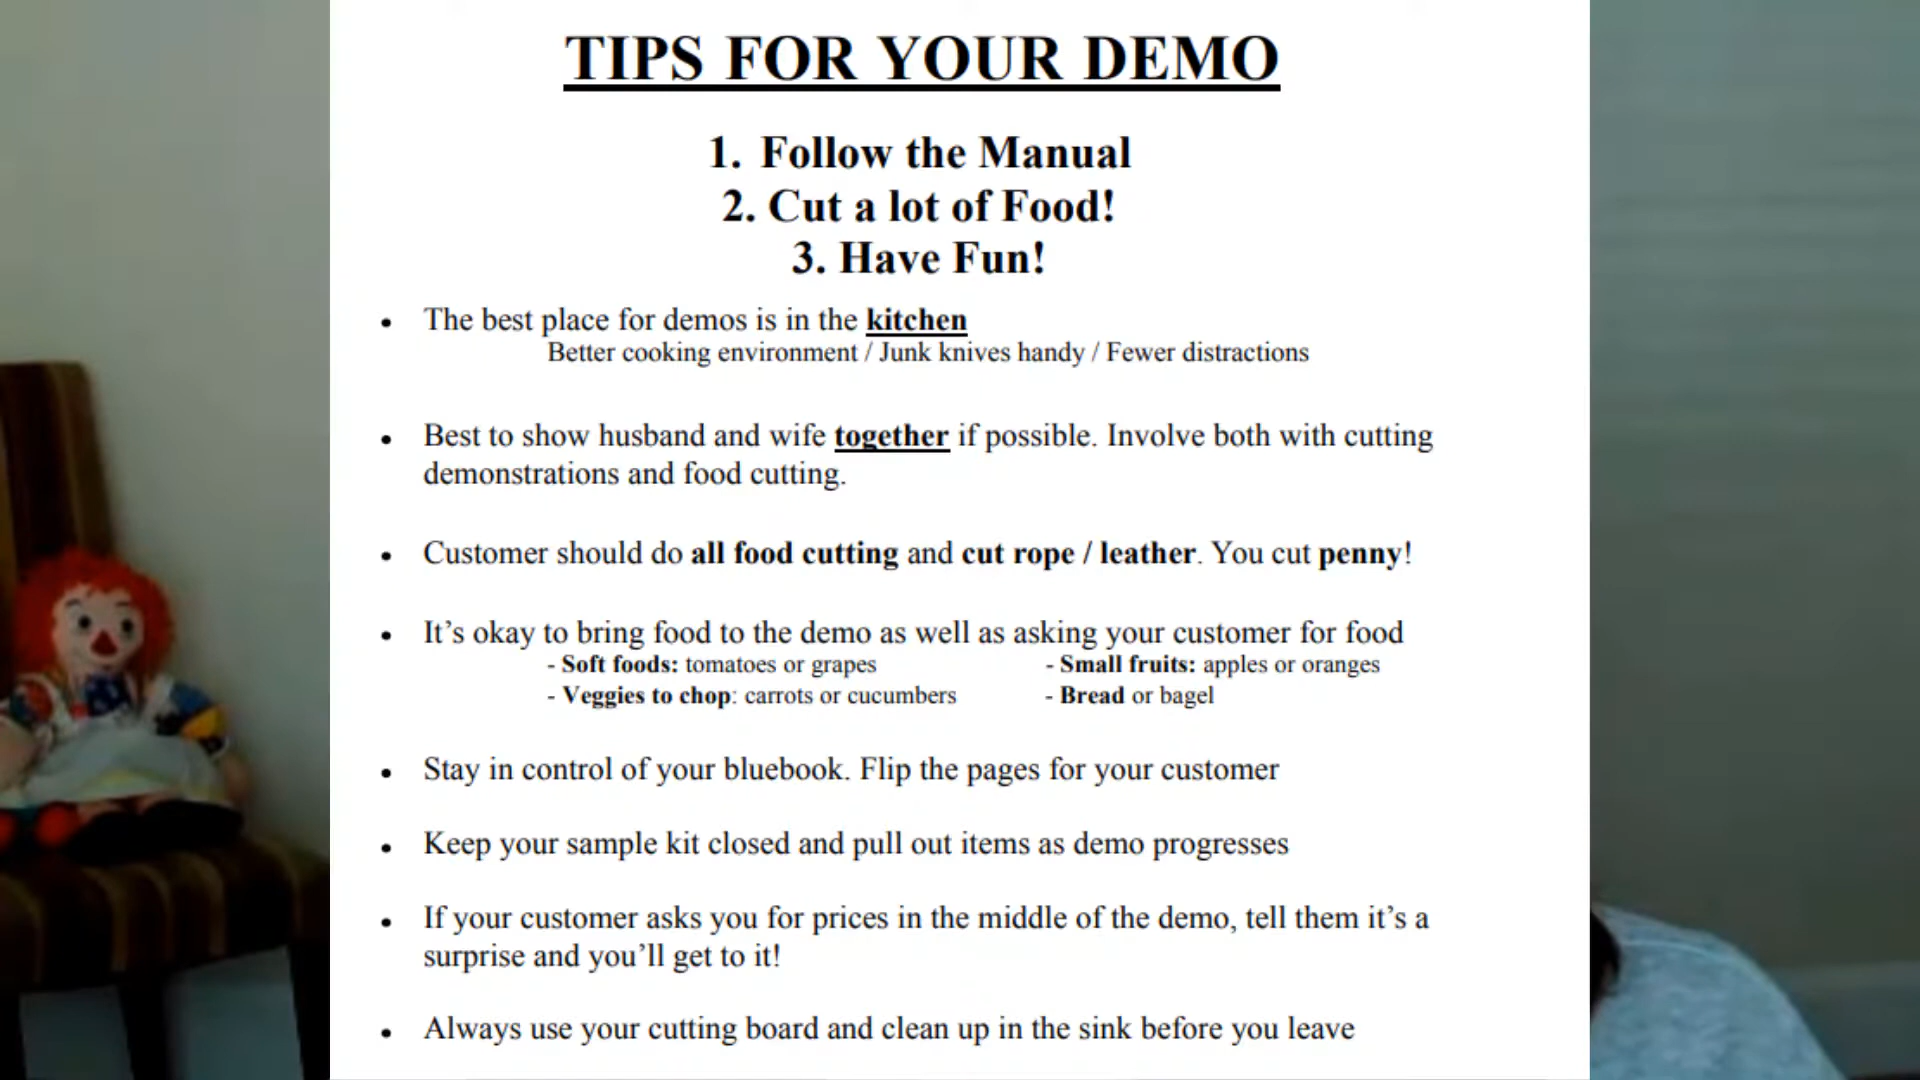 TIPS FOR YOUR DEMO
1. Follow the Manual
2. Cut a lot of Food!
3. Have Fun!
• The best place for demos is in the kitchen
Better cooking environment / Junk knives handy / Fewer distractions
• Best to show husband and wife together if possible. Involve both with cutting
demonstrations and food cutting.
• Customer should do all food cutting and cut rope / leather. You cut penny!
• It's okay to bring food to the demo as well as asking your customer for food
- Soft foods: tomatoes or grapes - Small fruits: apples or oranges
- Veggies to chop: carrots or cucumbers - Bread or bagel
• Stay in control of your bluebook. Flip the pages for your customer
• Keep your sample kit closed and pull out items as demo progresses
• If your customer asks you for prices in the middle of the demo, tell them it's a
surprise and you'll get to it!
• Always use your cutting board and clean up in the sink before you leave